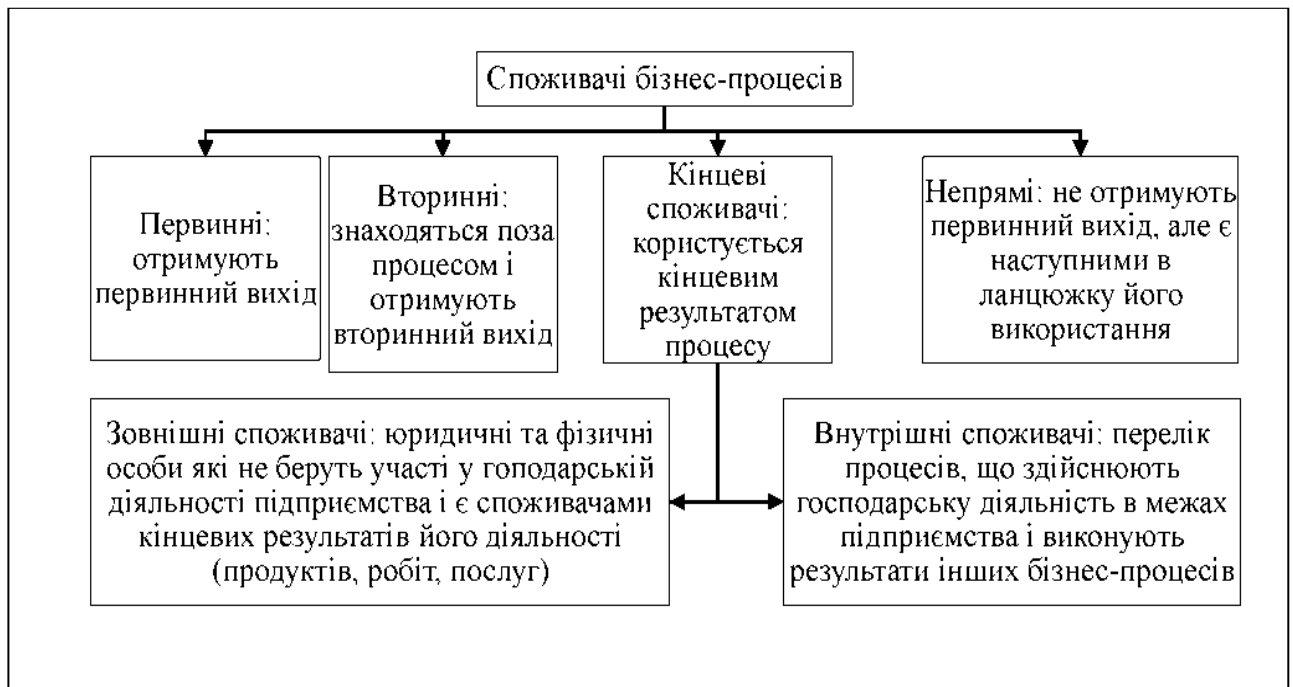 Споживачі бізнес-процесів
Первинні:
отримують
первинний вихід
Вторинні:
знаходяться поза
процесом і
отримують
вторинний вихід
Кінцеві
споживачі:
користується
кінцевим
результатом
процесу
Непрямі: не отримують
первинний вихід, але є
наступними в
ланцюжку його
використання
Зовнішні споживачі: юридичні та фізичні
особи які не беруть участі у гоподарській
діяльності підприємства і є споживачами
кінцевих результатів його діяльності
(продуктів, робіт, послуг)
Внутрішні споживачі: перелік
процесів, що здійснюють
господарську діяльність в межах
підприємства і виконують
результати інших бізнес-процесів